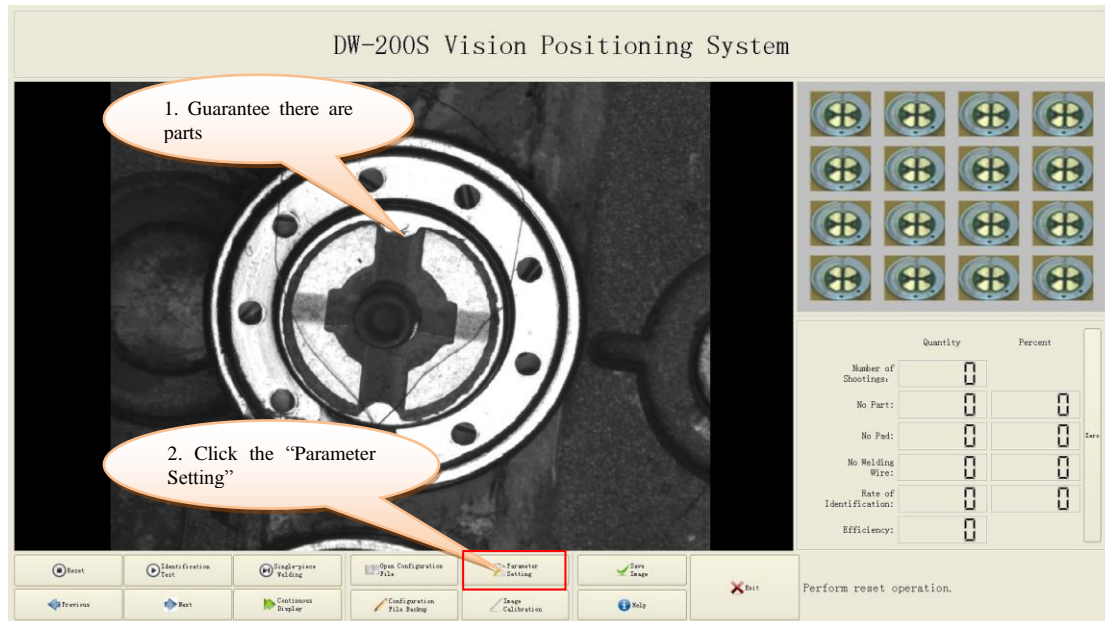 DW-200S Vision Positioning System
1. Guarantee there are
parts
2. Click the “Parameter
Setting”
Quantity Percent
Number of
Shootings: 0
No Part: 0 0
No Pad: 0 0
Zero
No Welding
Wire: 0 0
Rate of
Identification: 0 0
Efficiency: 0
Reset
Identification
Test
Single-piece
Welding
Open Configuration
File
Parameter
Setting
Save
Image
Exit
Previous
Next
Continuous
Display
Configuration
File Backup
Image
Calibration
Help
Perform reset operation.